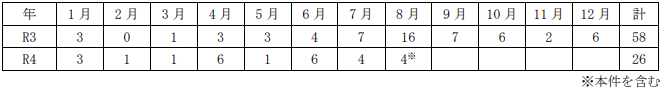 年 1月 2月 3月 4月 5月 6月 7月 8月 9月 10月 11月 12月 計
R3 3 0 1 3 3 4 7 16 7 6 2 6 58
R4 3 1 1 6 1 6 4 4※ 26
※本件を含む